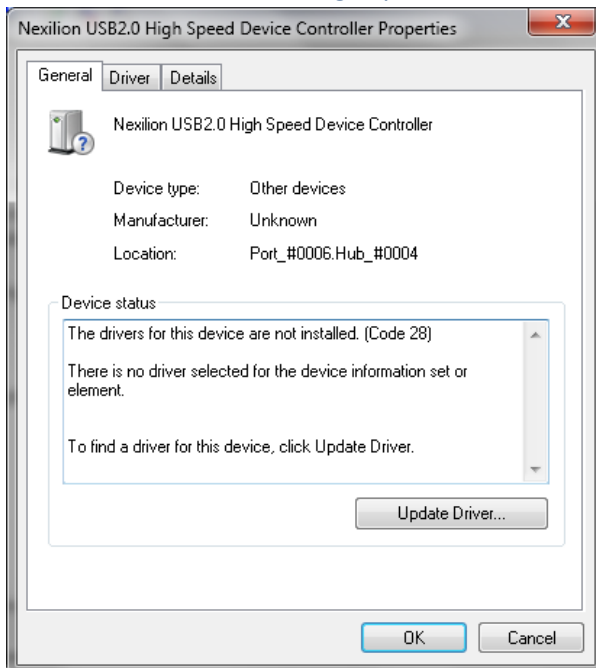 Nexilion USB2.0 High Speed Device Controller Properties
General Driver Details
Nexilion USB2.0 High Speed Device Controller
Device type: Other devices
Manufacturer: Unknown
Location: Port_#0006.Hub_#0004
Device status
The drivers for this device are not installed. (Code 28)
There is no driver selected for the device information set or
element.
To find a driver for this device, click Update Driver.
Update Driver...
OK Cancel